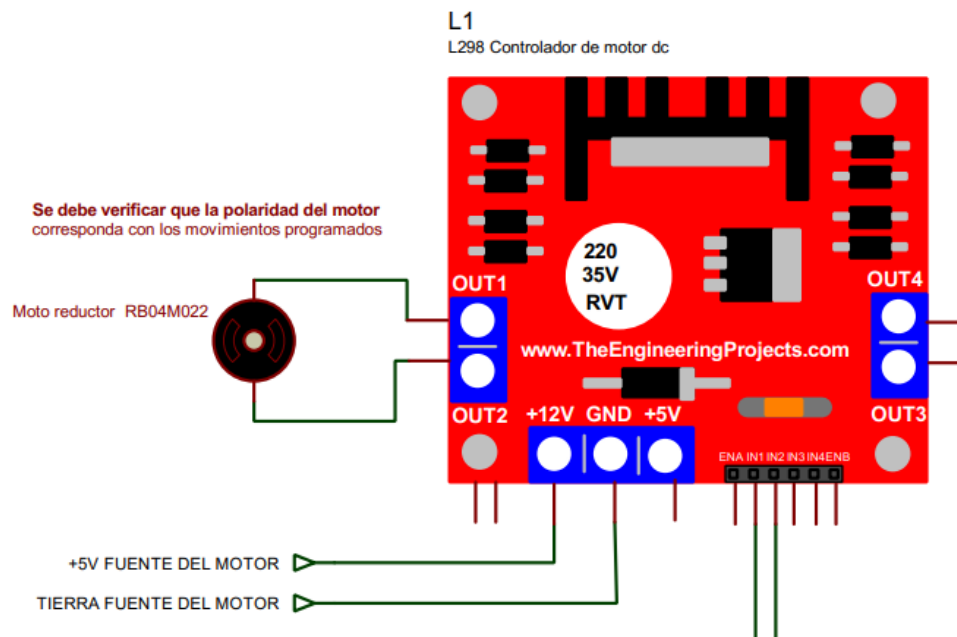 L1
L298 Controlador de motor dc
Se debe verificar que la polaridad del motor
corresponda con los movimientos programados
Moto reductor RB04M022
OUT1
OUT2
220
35V
RVT
OUT4
OUT3
www.TheEngineeringProjects.com
+12V GND +5V
ENA IN1 IN2 IN3 IN4 ENB
+5V FUENTE DEL MOTOR
TIERRA FUENTE DEL MOTOR